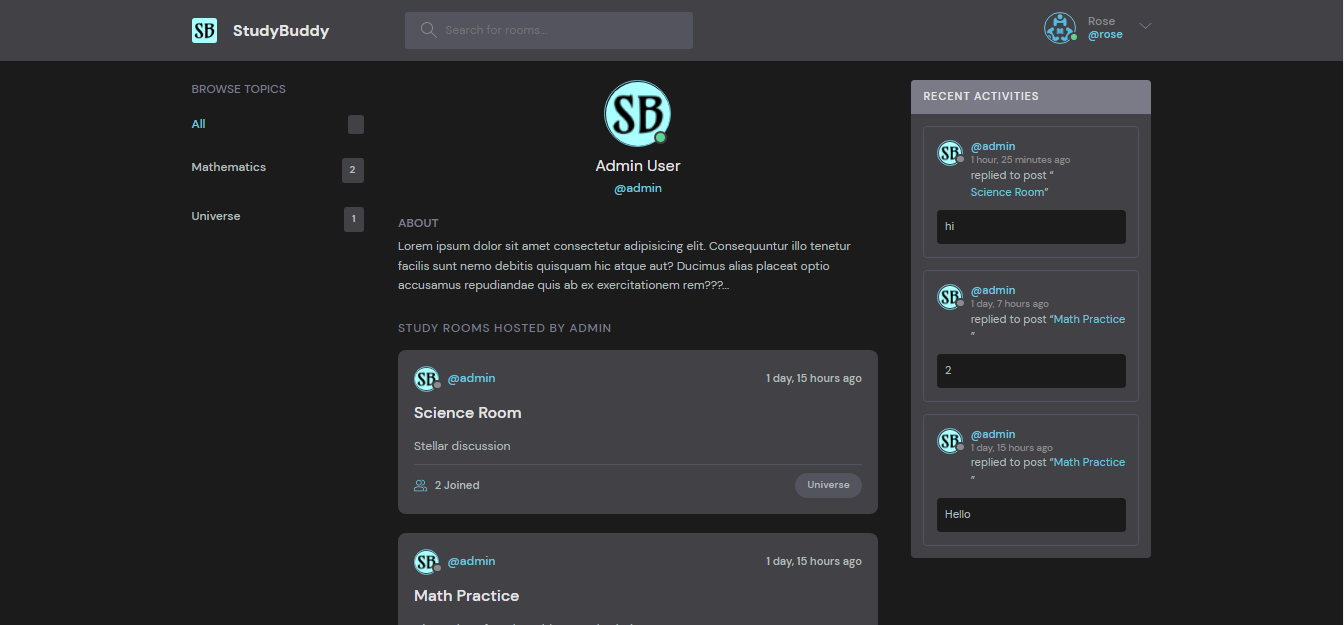 SB StudyBuddy
Search for rooms...
Rose
@rose
BROWSE TOPICS
All
Mathematics 2
Universe 1
SB
Admin User
@admin
ABOUT
Lorem ipsum dolor sit amet consectetur adipisicing elit. Consequuntur illo tenetur
facilis sunt nemo debitis quisquam hic atque aut? Ducimus alias placeat optio
accusamus repudiandae quis ab ex exercitationem rem???...
STUDY ROOMS HOSTED BY ADMIN
SB @admin 1 day, 15 hours ago
Science Room
Stellar discussion
2 Joined Universe
SB @admin 1 day, 15 hours ago
Math Practice
RECENT ACTIVITIES
SB @admin
1 hour, 25 minutes ago
replied to post “
Science Room”
hi
SB @admin
1 day, 7 hours ago
replied to post “Math Practice
”
2
SB @admin
1 day, 15 hours ago
replied to post “Math Practice
”
Hello